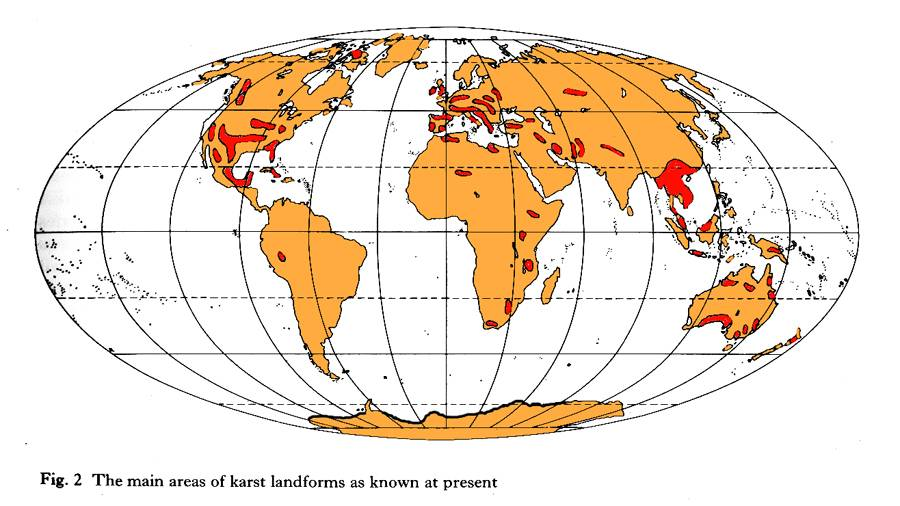 Fig. 2 The main areas of karst landforms as known at present